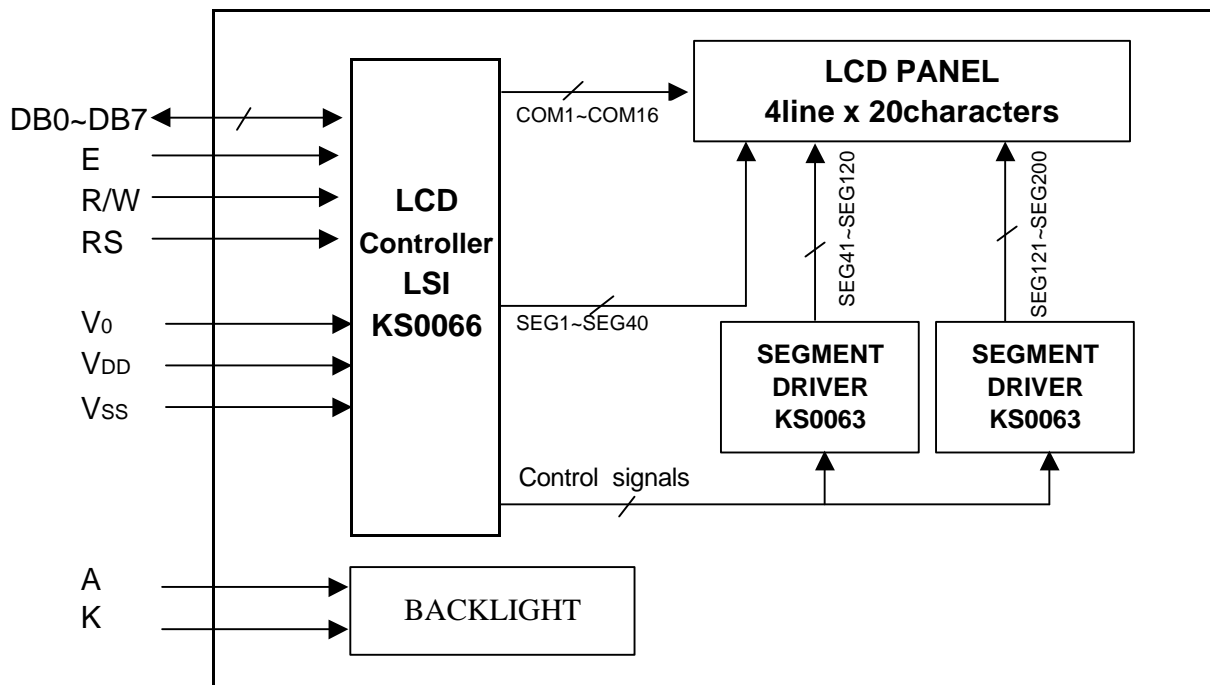 DB0~DB7
E
R/W
RS
V0
VDD
VSS
A
K
LCD
Controller
LSI
KS0066
COM1~COM16
SEG1~SEG40
Control signals
LCD PANEL
4line x 20characters
SEG41~SEG120
SEG121~SEG200
SEGMENT
DRIVER
KS0063
SEGMENT
DRIVER
KS0063
BACKLIGHT